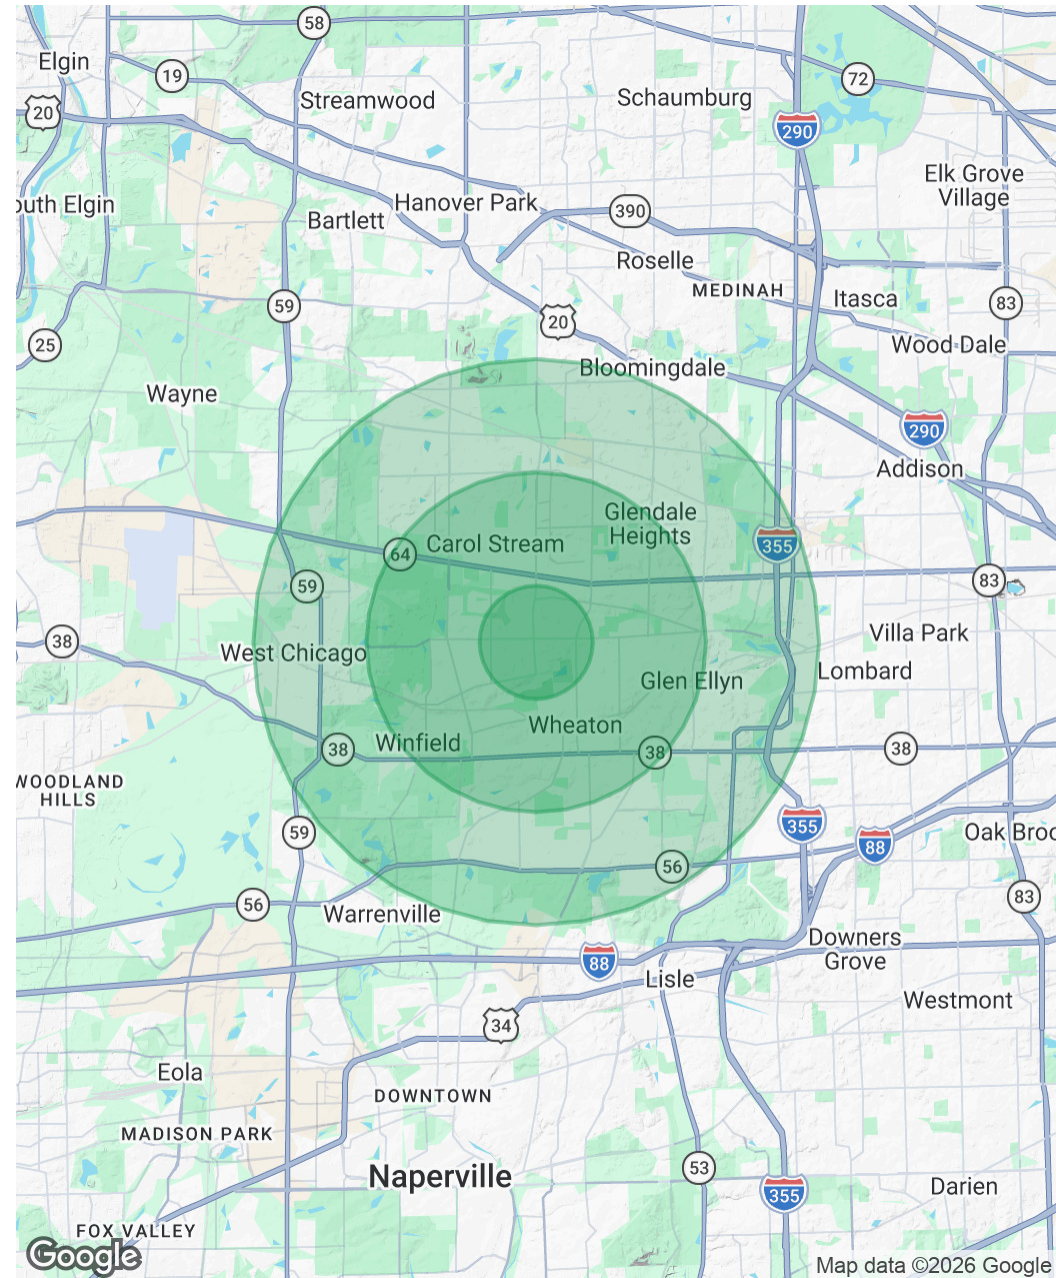 58
Elgin
19
72
Streamwood
Schaumburg
20
290
Elk Grove
Village
outh Elgin
Hanover Park
390
Bartlett
Roselle
MEDINAH
Itasca
59
83
20
25
Wood Dale
Bloomingdale
Wayne
290
Addison
Glendale
Heights
Carol Stream
355
64
59
83
38
Villa Park
West Chicago
Lombard
Glen Ellyn
Wheaton
Winfield
38
38
38
WOODLAND
HILLS
355
59
Oak Broo
88
56
83
56
Warrenville
Downers
Grove
88
Lisle
Westmont
34
Eola
DOWNTOWN
MADISON PARK
53
Naperville
Darien
355
FOX VALLEY
Google
Map data ©2026 Google